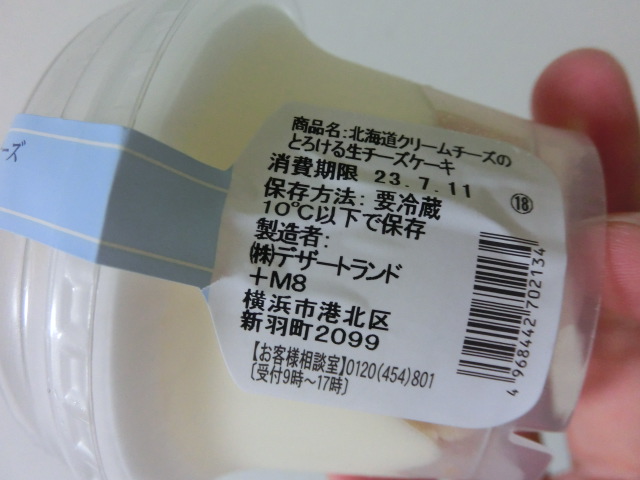 ーズ
商品名:北海道クリームチーズの
とろける生チーズケーキ
消費期限 23.7.11
⑱
保存方法:要冷蔵
10℃以下で保存
製造者:
㈱デザートランド
+M8
横浜市港北区
新羽町2099
【お客様相談室】0120(454)801
〔受付9時～17時〕
4968442702134